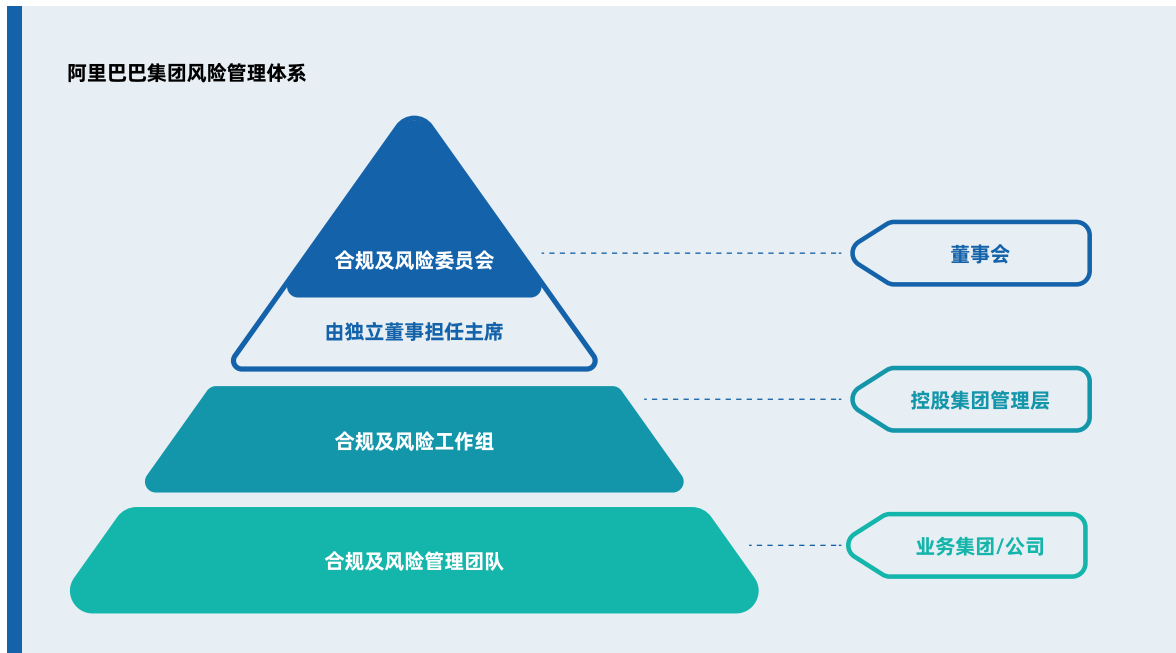 阿里巴巴集团风险管理体系
合规及风险委员会
董事会
由独立董事担任主席
合规及风险工作组
控股集团管理层
合规及风险管理团队
业务集团/公司